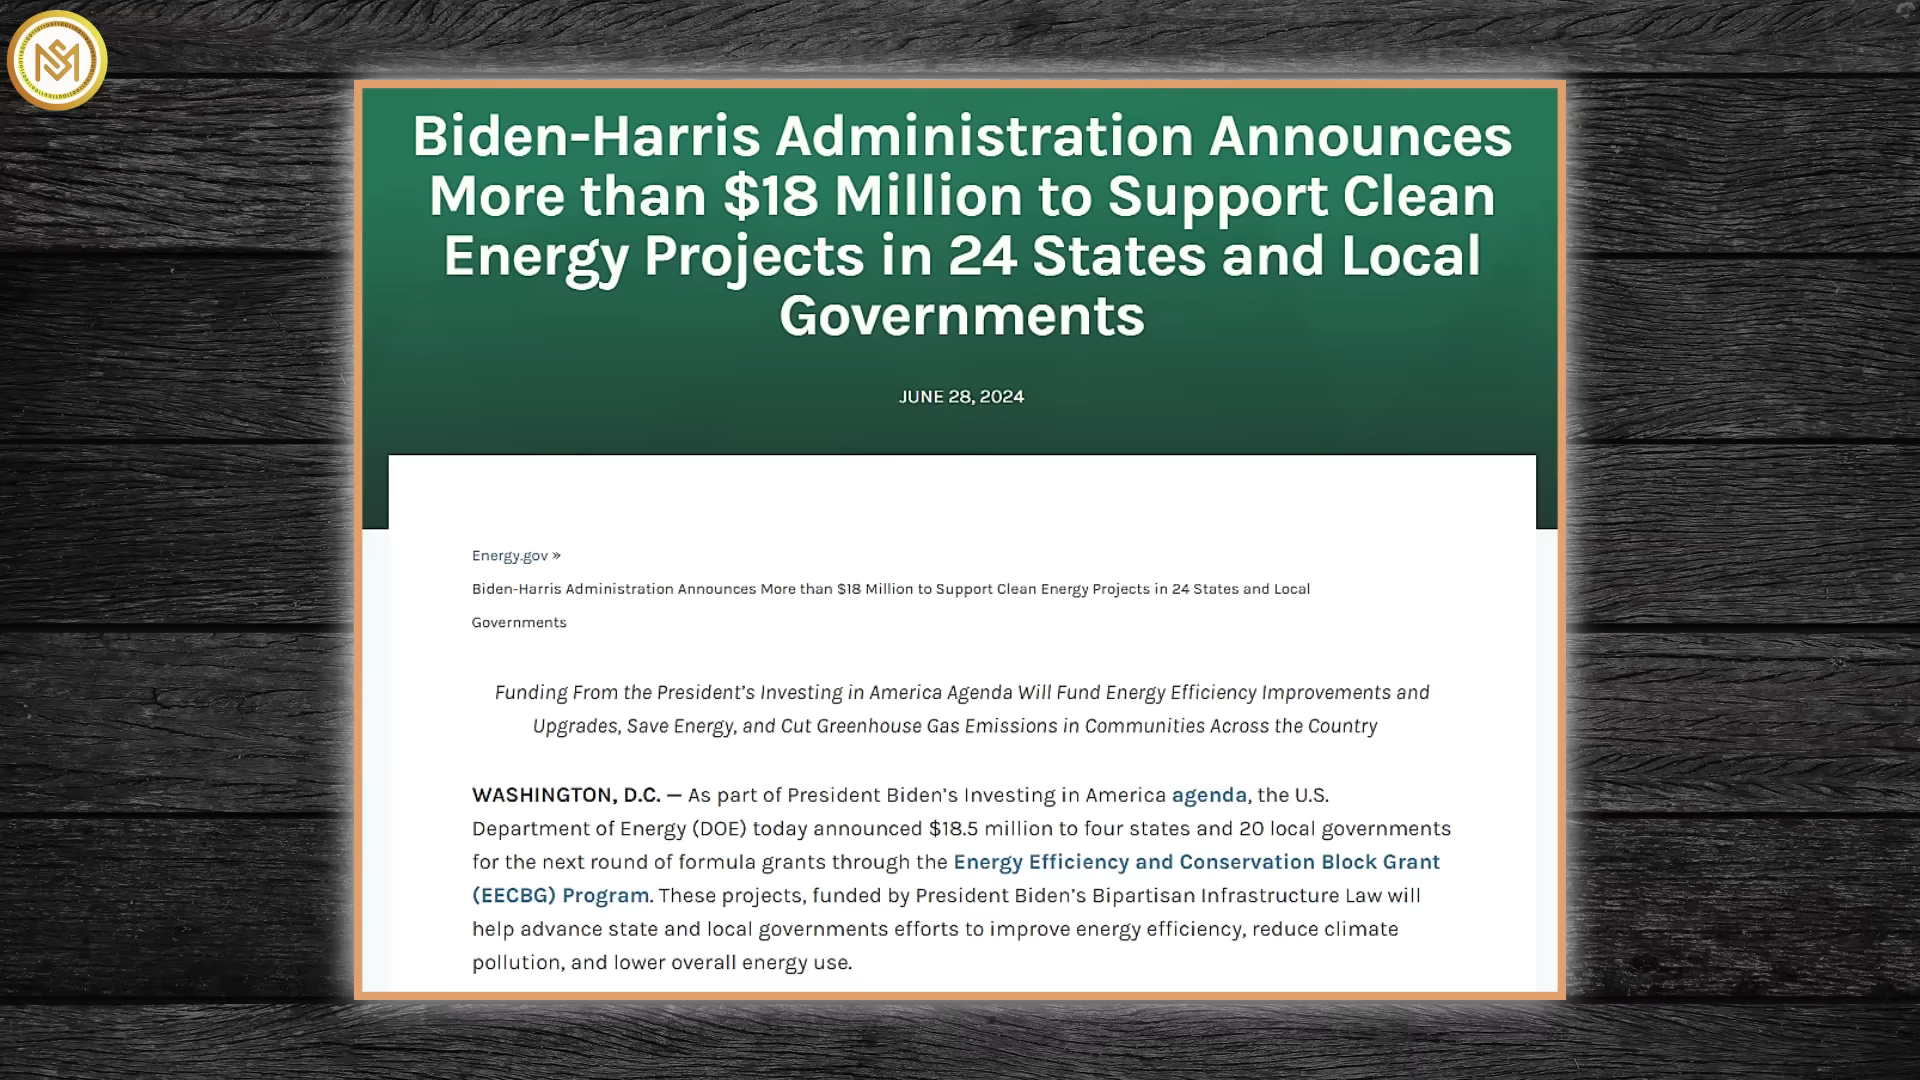 Biden-Harris Administration Announces
More than $18 Million to Support Clean
Energy Projects in 24 States and Local
Governments
JUNE 28, 2024
Energy.gov »
Biden-Harris Administration Announces More than $18 Million to Support Clean Energy Projects in 24 States and Local
Governments
Funding From the President’s Investing in America Agenda Will Fund Energy Efficiency Improvements and
Upgrades, Save Energy, and Cut Greenhouse Gas Emissions in Communities Across the Country
WASHINGTON, D.C. — As part of President Biden’s Investing in America agenda, the U.S.
Department of Energy (DOE) today announced $18.5 million to four states and 20 local governments
for the next round of formula grants through the Energy Efficiency and Conservation Block Grant
(EECBG) Program. These projects, funded by President Biden’s Bipartisan Infrastructure Law will
help advance state and local governments efforts to improve energy efficiency, reduce climate
pollution, and lower overall energy use.